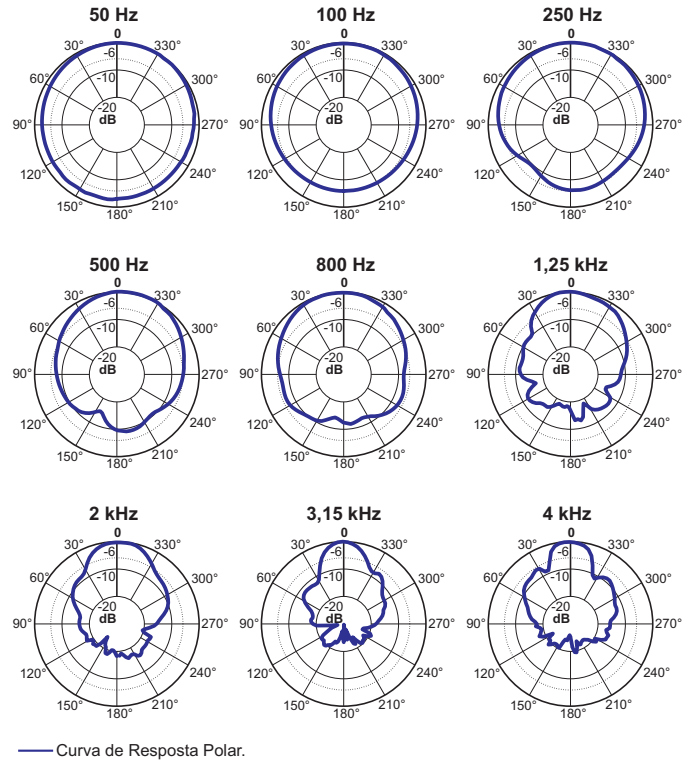 50 Hz 100 Hz 250 Hz
0 0 0
30° 330° 30° 330° 30° 330°
-6 -6 -6
60° -10 300° 60° -10 300° 60° -10 300°
-20 -20 -20
90° dB 270° 90° dB 270° 90° dB 270°
120° 240° 120° 240° 120° 240°
150° 210° 150° 210° 150° 210°
180° 180° 180°
500 Hz 800 Hz 1,25 kHz
0 0 0
30° 330° 30° 330° 30° 330°
-6 -6 -6
60° -10 300° 60° -10 300° 60° -10 300°
-20 -20 -20
90° dB 270° 90° dB 270° 90° dB 270°
120° 240° 120° 240° 120° 240°
150° 210° 150° 210° 150° 210°
180° 180° 180°
2 kHz 3,15 kHz 4 kHz
0 0 0
30° 330° 30° 330° 30° 330°
-6 -6 -6
60° -10 300° 60° -10 300° 60° -10 300°
-20 -20 -20
90° dB 270° 90° dB 270° 90° dB 270°
120° 240° 120° 240° 120° 240°
150° 210° 150° 210° 150° 210°
180° 180° 180°
Curva de Resposta Polar.